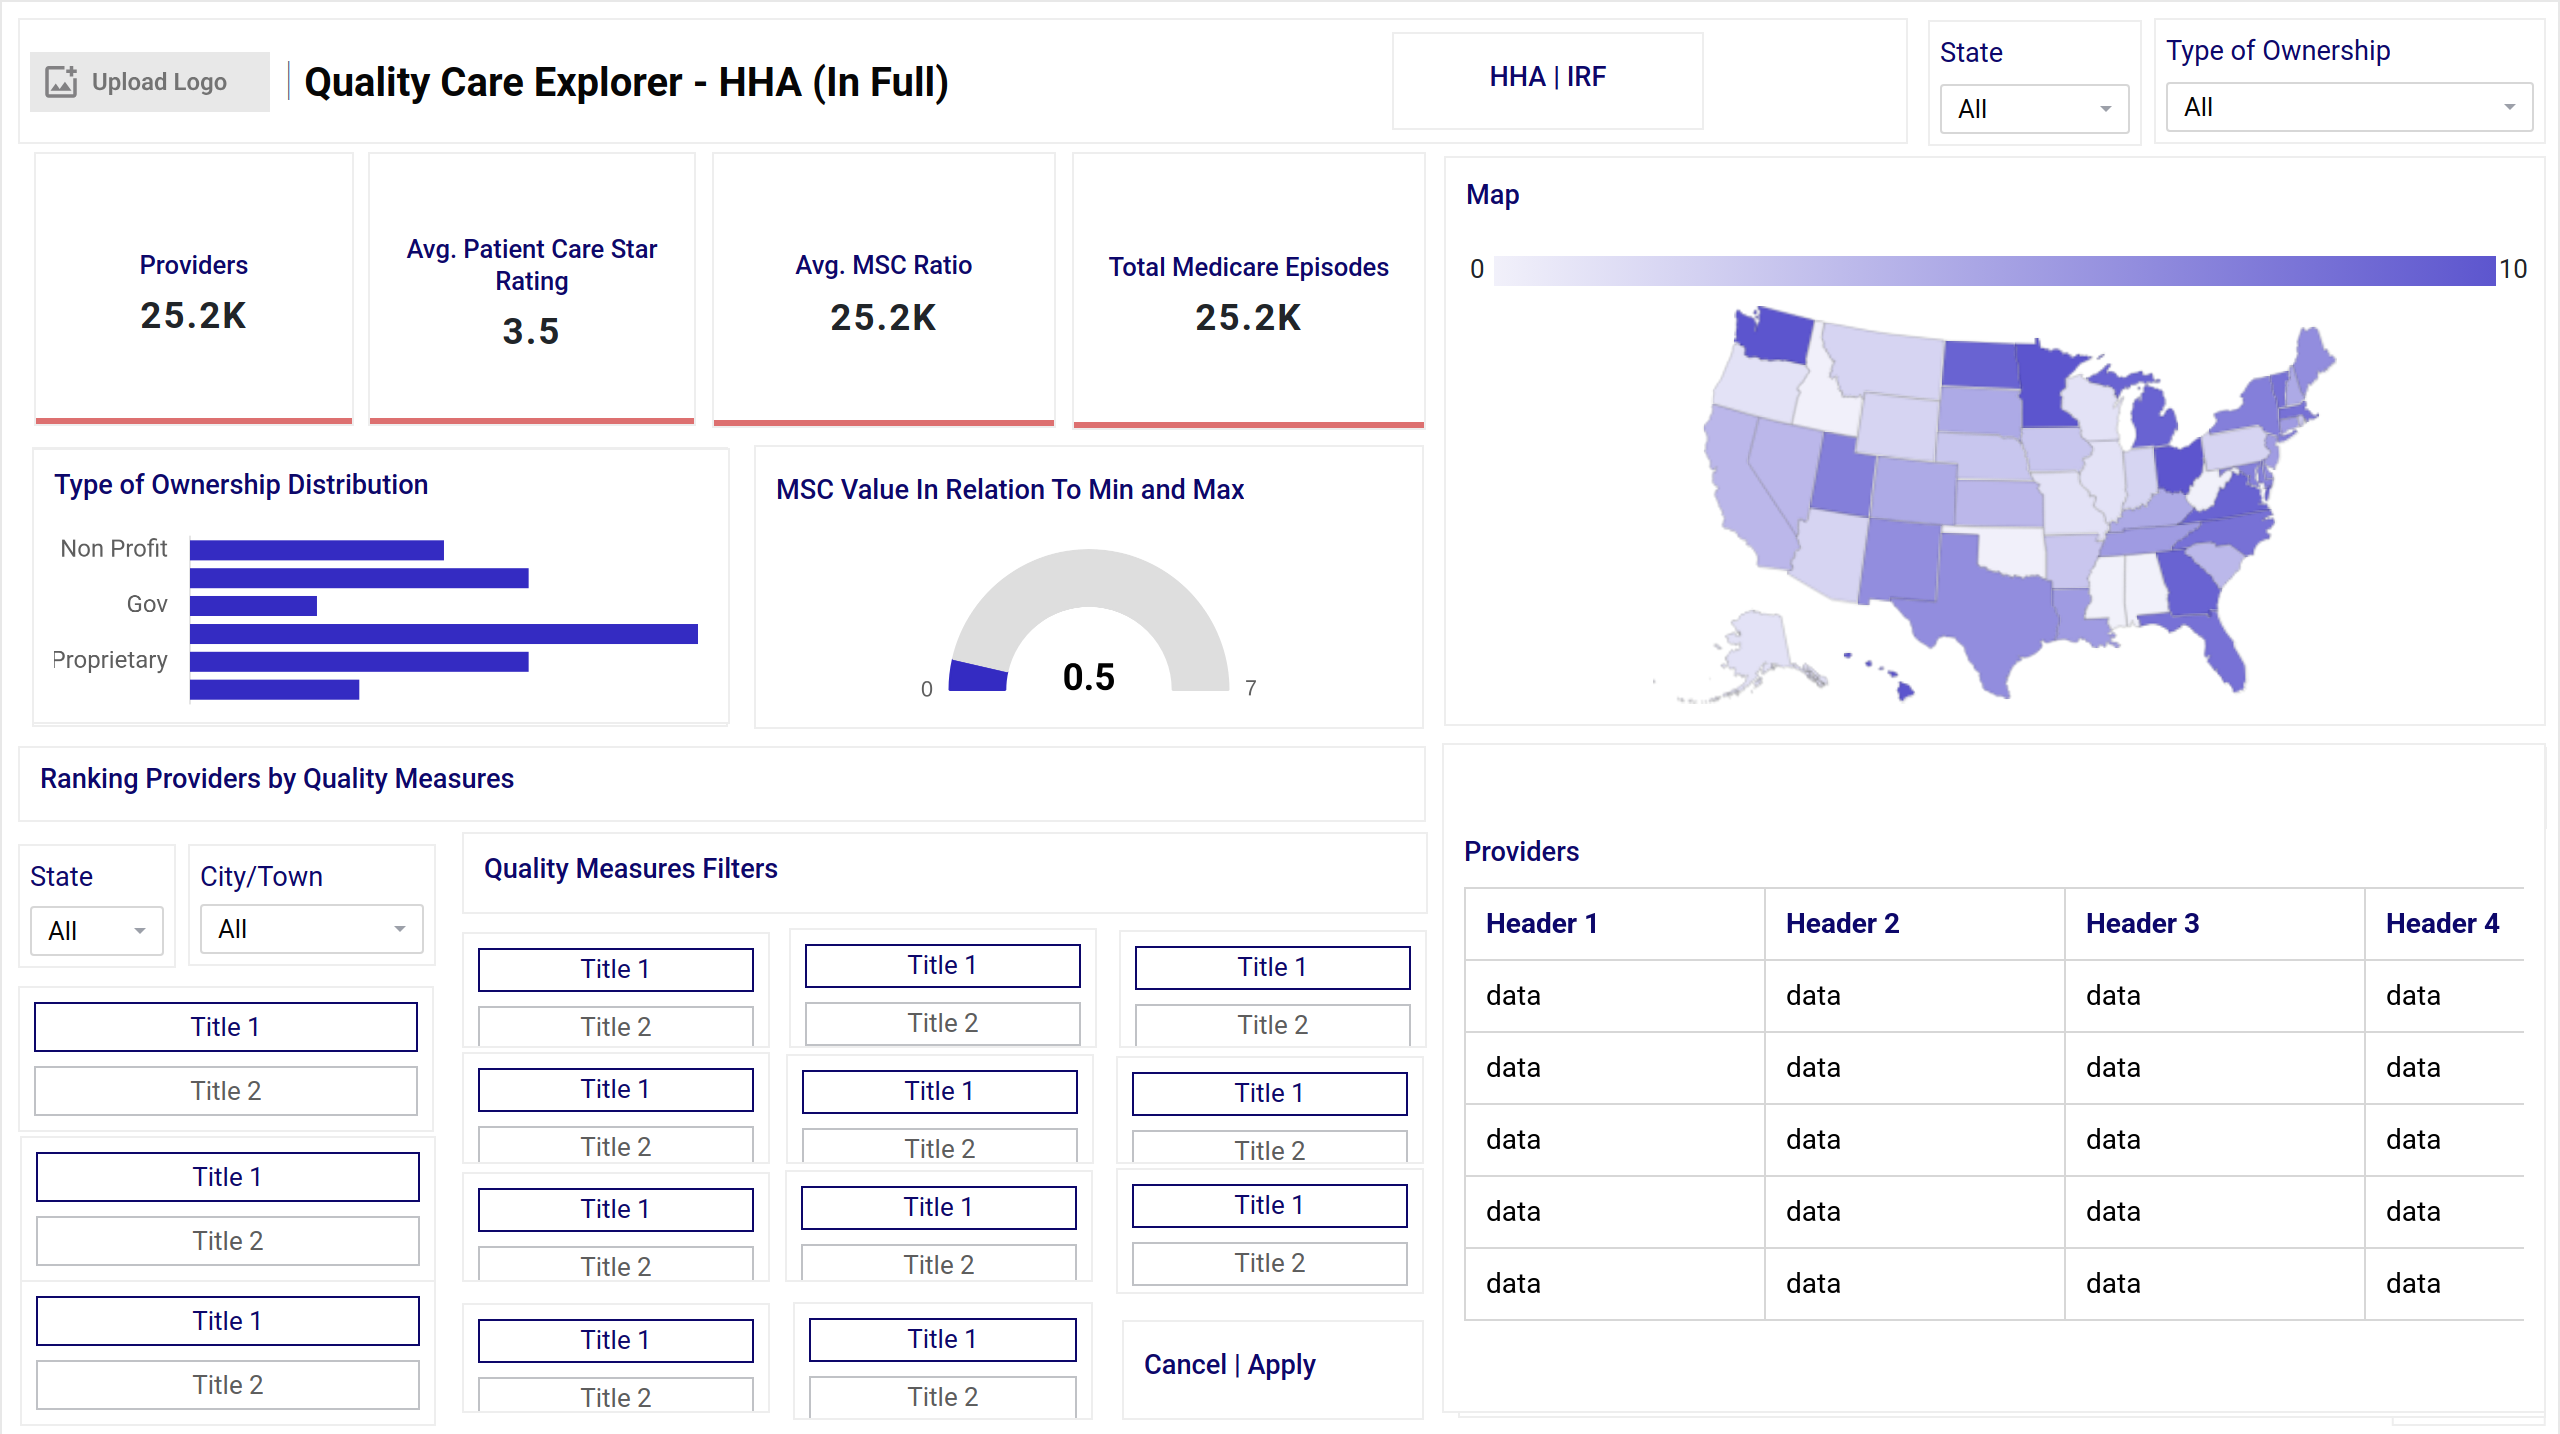 Upload Logo
Quality Care Explorer - HHA (In Full)
HHA | IRF
State
All
Type of Ownership
All
Providers
25.2K
Avg. Patient Care Star
Rating
3.5
Avg. MSC Ratio
25.2K
Total Medicare Episodes
25.2K
Map
0
10
Type of Ownership Distribution
Non Profit
Gov
Proprietary
MSC Value In Relation To Min and Max
0
0.5
7
Ranking Providers by Quality Measures
State
All
City/Town
All
Title 1
Title 2
Title 1
Title 2
Title 1
Title 2
Quality Measures Filters
Title 1
Title 2
Title 1
Title 2
Title 1
Title 2
Title 1
Title 2
Title 1
Title 2
Title 1
Title 2
Title 1
Title 2
Title 1
Title 2
Title 1
Title 2
Title 1
Title 2
Title 1
Title 2
Cancel | Apply
Providers
Header 1 Header 2 Header 3 Header 4
data data data data
data data data data
data data data data
data data data data
data data data data